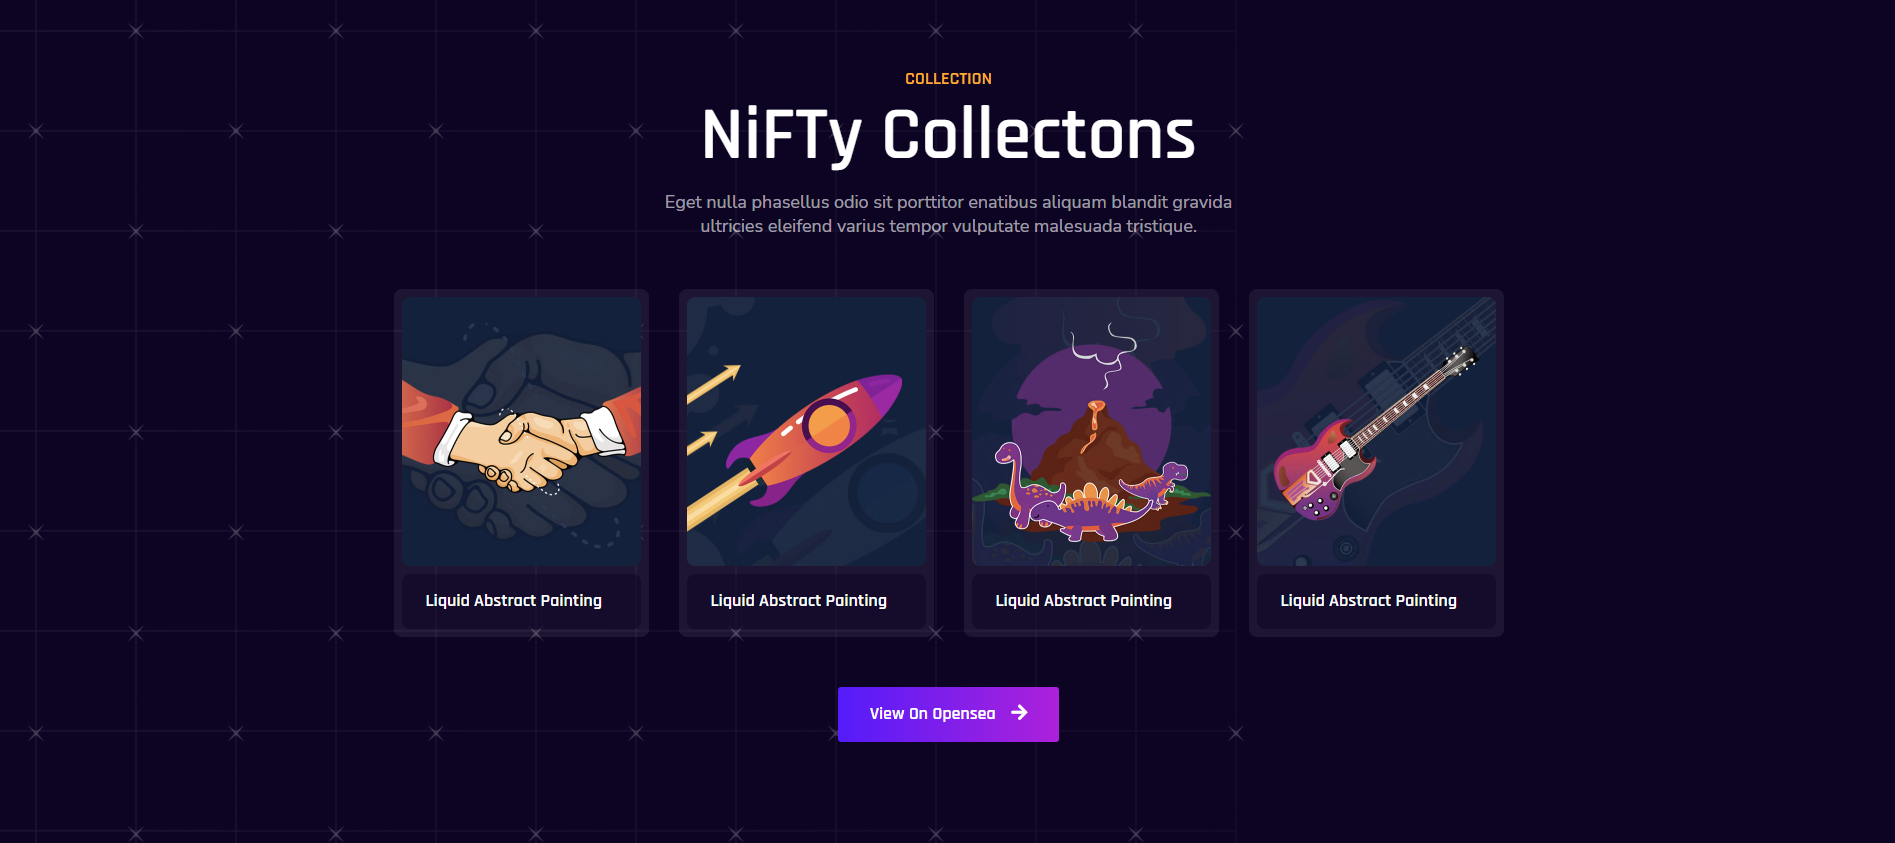 COLLECTION
NiFTy Collectons
Eget nulla phasellus odio sit porttitor enatibus aliquam blandit gravida
ultricies eleifend varius tempor vulputate malesuada tristique.
Liquid Abstract Painting
Liquid Abstract Painting
Liquid Abstract Painting
Liquid Abstract Painting
View On Opensea